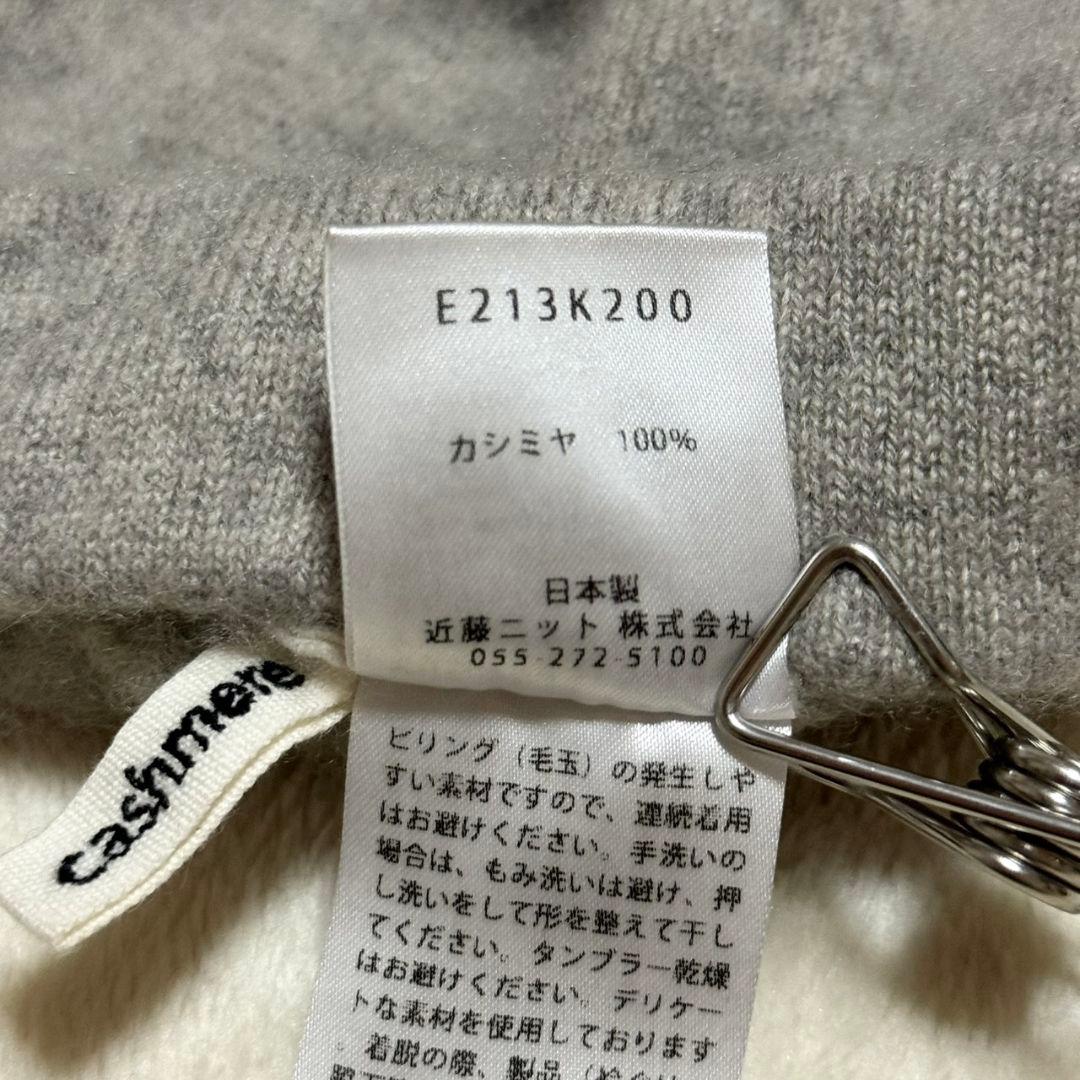 E213K200
カシミヤ 100%
日本製
近藤ニット 株式会社
055-272-5100
cashmere
ピリング（毛玉）の発生しや
すい素材ですので、連続着用
はお避けください。手洗いの
場合は、もみ洗いは避け、押
し洗いをして形を整えて干し
てください。タンブラー乾燥
はお避けください。デリケー
トな素材を使用しております
。着脱の際、製品